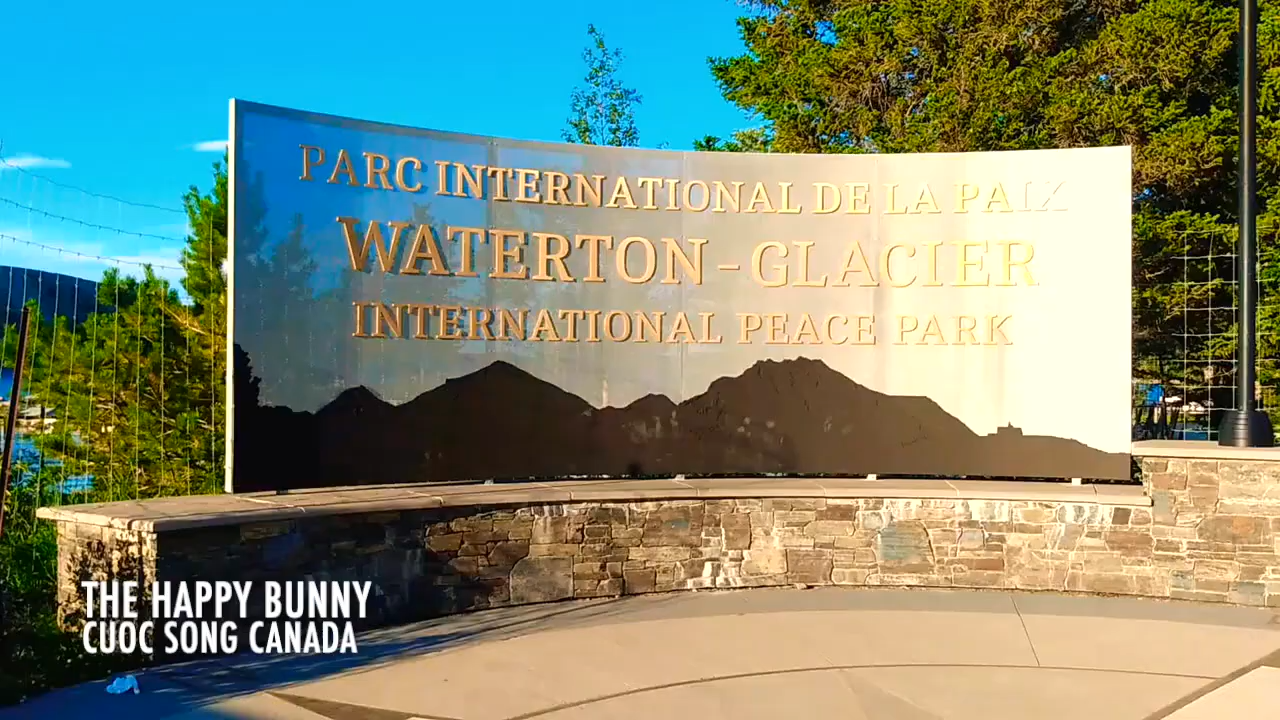 PARC INTERNATIONAL DE LA PAIX
WATERTON-GLACIER
INTERNATIONAL PEACE PARK
THE HAPPY BUNNY
CUOC SONG CANADA